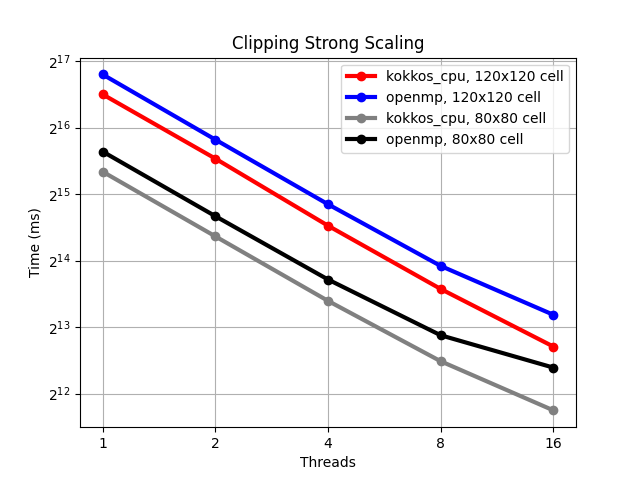 Clipping Strong Scaling
kokkos_cpu, 120x120 cell
openmp, 120x120 cell
kokkos_cpu, 80x80 cell
openmp, 80x80 cell
2^17
2^16
2^15
2^14
2^13
2^12
Time (ms)
1 2 4 8 16
Threads